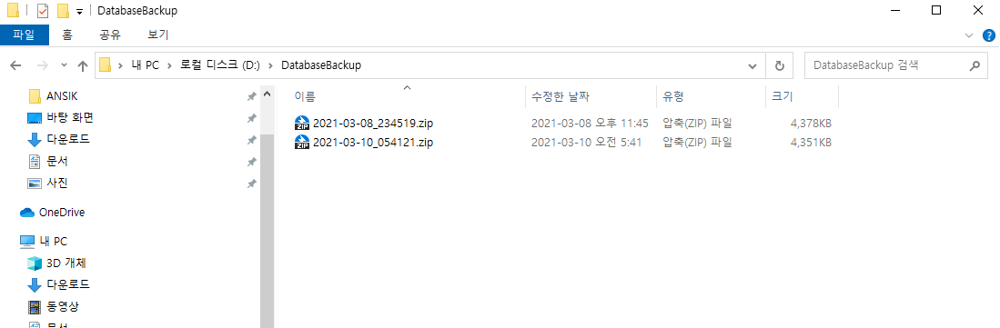 DatabaseBackup
파일 홈 공유 보기
내 PC 로컬 디스크 (D:) DatabaseBackup DatabaseBackup 검색
ANSIK
바탕 화면
다운로드
문서
사진
OneDrive
내 PC
3D 개체
다운로드
동영상
문서
이름 수정한 날짜 유형 크기
ZIP 2021-03-08_234519.zip 2021-03-08 오후 11:45 압축(ZIP) 파일 4,378KB
ZIP 2021-03-10_054121.zip 2021-03-10 오전 5:41 압축(ZIP) 파일 4,351KB